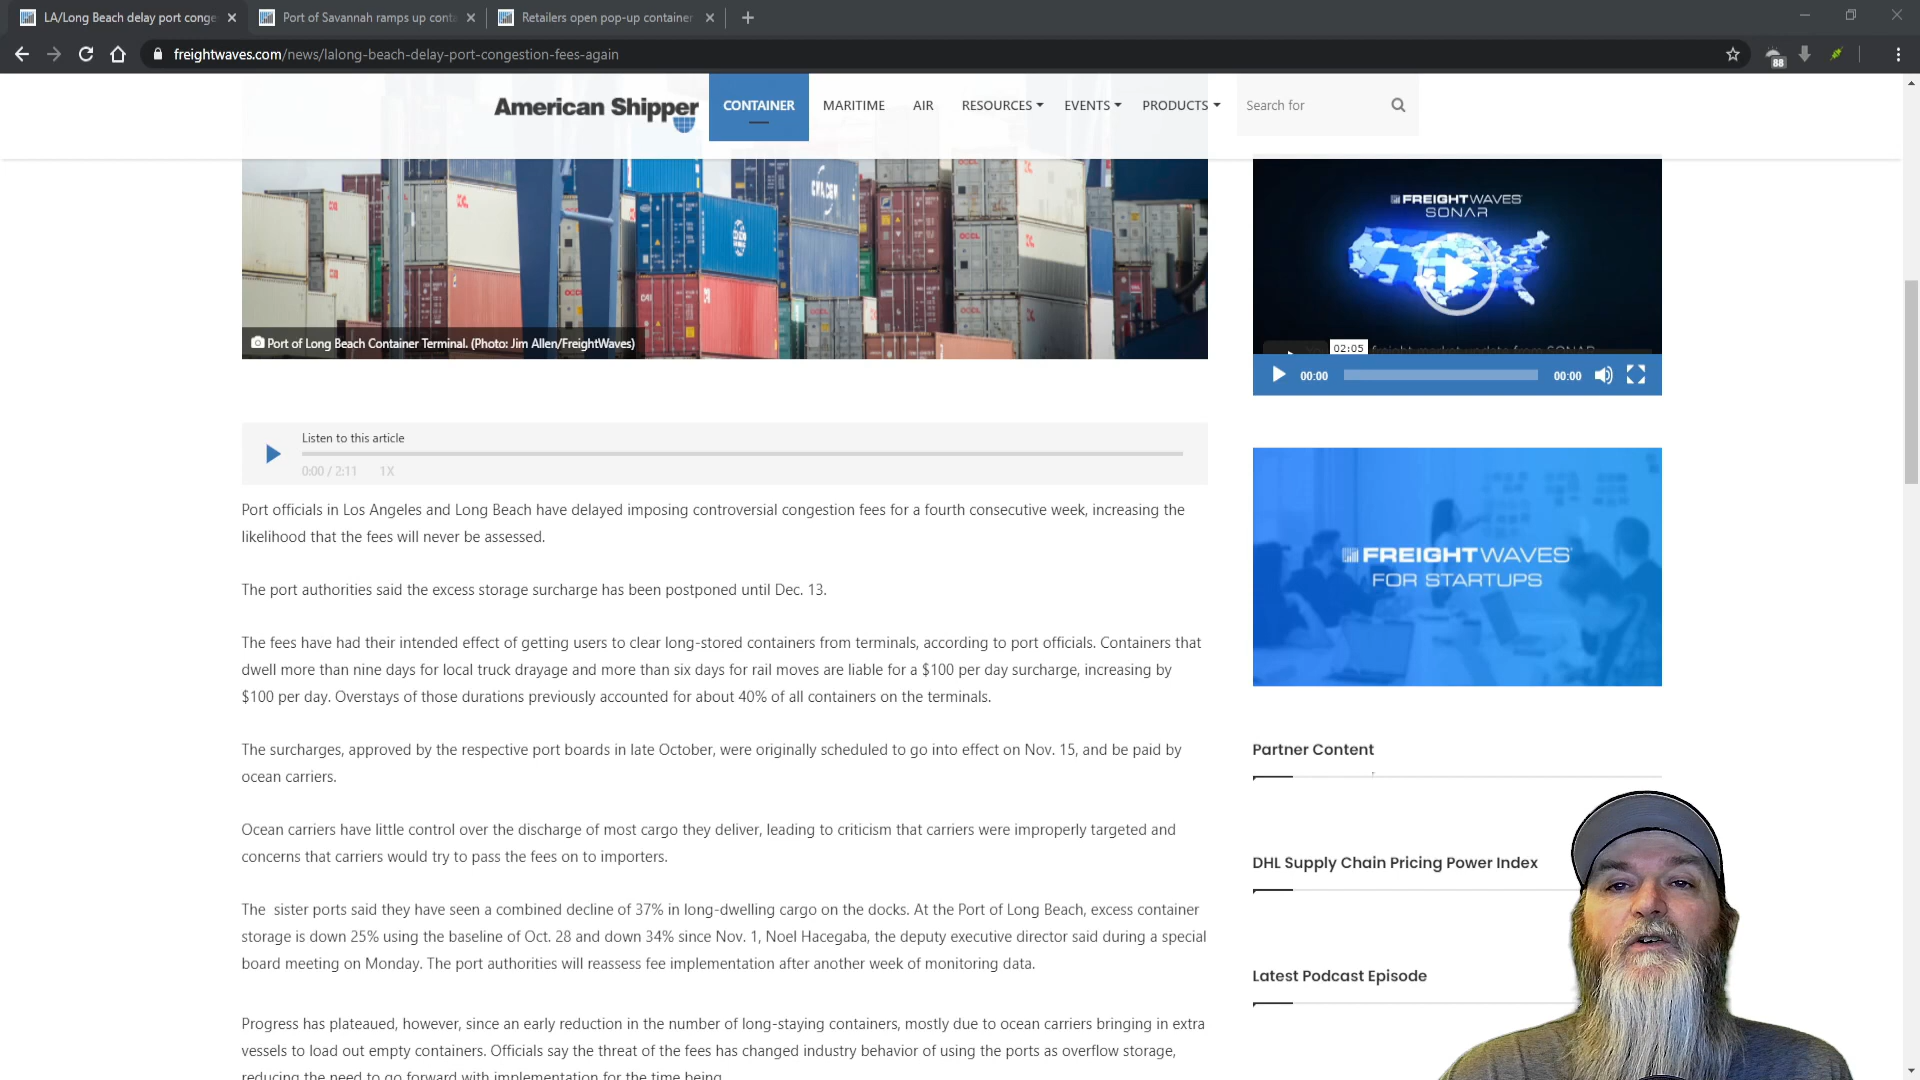 LA/Long Beach delay port conge
Port of Savannah ramps up conta
Retailers open pop-up container
freightwaves.com/news/lalong-beach-delay-port-congestion-fees-again
88
American Shipper
CONTAINER
MARITIME
AIR
RESOURCES
EVENTS
PRODUCTS
Search for
Port of Long Beach Container Terminal. (Photo: Jim Allen/FreightWaves)
FREIGHTWAVES
SONAR
02:05
00:00
00:00
Listen to this article
0:00 / 2:11 1X
Port officials in Los Angeles and Long Beach have delayed imposing controversial congestion fees for a fourth consecutive week, increasing the
likelihood that the fees will never be assessed.
The port authorities said the excess storage surcharge has been postponed until Dec. 13.
The fees have had their intended effect of getting users to clear long-stored containers from terminals, according to port officials. Containers that
dwell more than nine days for local truck drayage and more than six days for rail moves are liable for a $100 per day surcharge, increasing by
$100 per day. Overstays of those durations previously accounted for about 40% of all containers on the terminals.
The surcharges, approved by the respective port boards in late October, were originally scheduled to go into effect on Nov. 15, and be paid by
ocean carriers.
Ocean carriers have little control over the discharge of most cargo they deliver, leading to criticism that carriers were improperly targeted and
concerns that carriers would try to pass the fees on to importers.
The sister ports said they have seen a combined decline of 37% in long-dwelling cargo on the docks. At the Port of Long Beach, excess container
storage is down 25% using the baseline of Oct. 28 and down 34% since Nov. 1, Noel Hacegaba, the deputy executive director said during a special
board meeting on Monday. The port authorities will reassess fee implementation after another week of monitoring data.
Progress has plateaued, however, since an early reduction in the number of long-staying containers, mostly due to ocean carriers bringing in extra
vessels to load out empty containers. Officials say the threat of the fees has changed industry behavior of using the ports as overflow storage,
reducing the need to go forward with implementation for the time being.
FREIGHTWAVES
FOR STARTUPS
Partner Content
DHL Supply Chain Pricing Power Index
Latest Podcast Episode